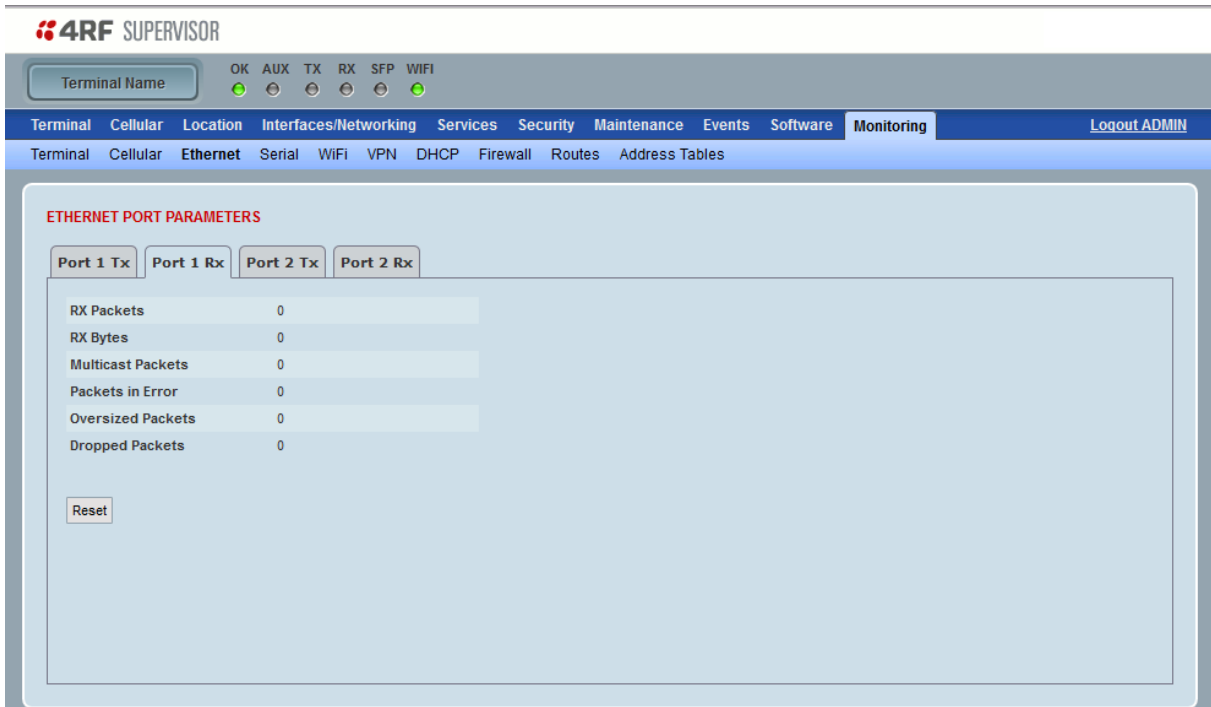 4RF SUPERVISOR
OK AUX TX RX SFP WIFI
Terminal Name
Terminal Cellular Location Interfaces/Networking Services Security Maintenance Events Software Monitoring Logout ADMIN
Terminal Cellular Ethernet Serial WiFi VPN DHCP Firewall Routes Address Tables
ETHERNET PORT PARAMETERS
Port 1 Tx Port 1 Rx Port 2 Tx Port 2 Rx
RX Packets 0
RX Bytes 0
Multicast Packets 0
Packets in Error 0
Oversized Packets 0
Dropped Packets 0
Reset